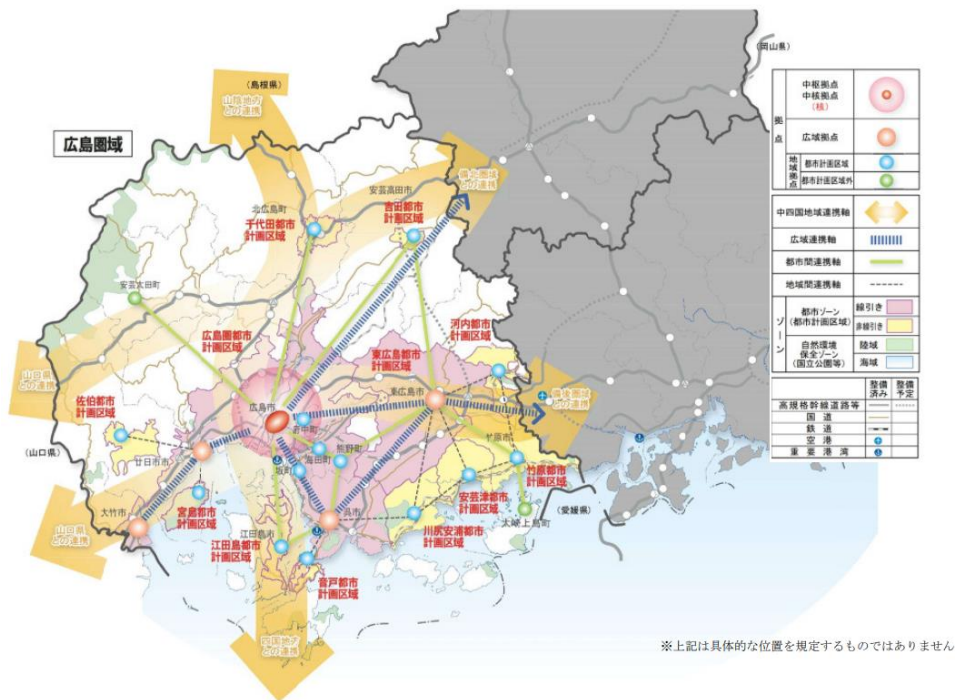 広島圏域
(島根県)
山陰地方
との連携
(岡山県)
備北圏域
との連携
安芸高田市
吉田都市
計画区域
北広島町
千代田都市
計画区域
安芸太田町
広島圏都市
計画区域
河内都市
計画区域
東広島都市
計画区域
山口県
との連携
佐伯都市
計画区域
広島市
府中町
東広島市
備後圏域
との連携
竹原市
廿日市市
海田町
熊野町
坂町
(山口県)
竹原都市
計画区域
安芸津都市
計画区域
宮島都市
計画区域
大竹市
呉市
大崎上島町
(愛媛県)
川尻安浦都市
計画区域
山口県
との連携
江田島市
江田島都市
計画区域
音戸都市
計画区域
四国地方
との連携
拠点
中枢拠点
中核拠点
(核)
広域拠点
地域拠点
都市計画区域
都市計画区域外
中四国地域連携軸
広域連携軸
都市間連携軸
地域間連携軸
ゾーン
都市ゾーン
(都市計画区域)
線引き
非線引き
自然環境
保全ゾーン
(国立公園等)
陸域
海域
整備済み
整備予定
高規格幹線道路等
国道
鉄道
空港
重要港湾
※上記は具体的な位置を規定するものではありません